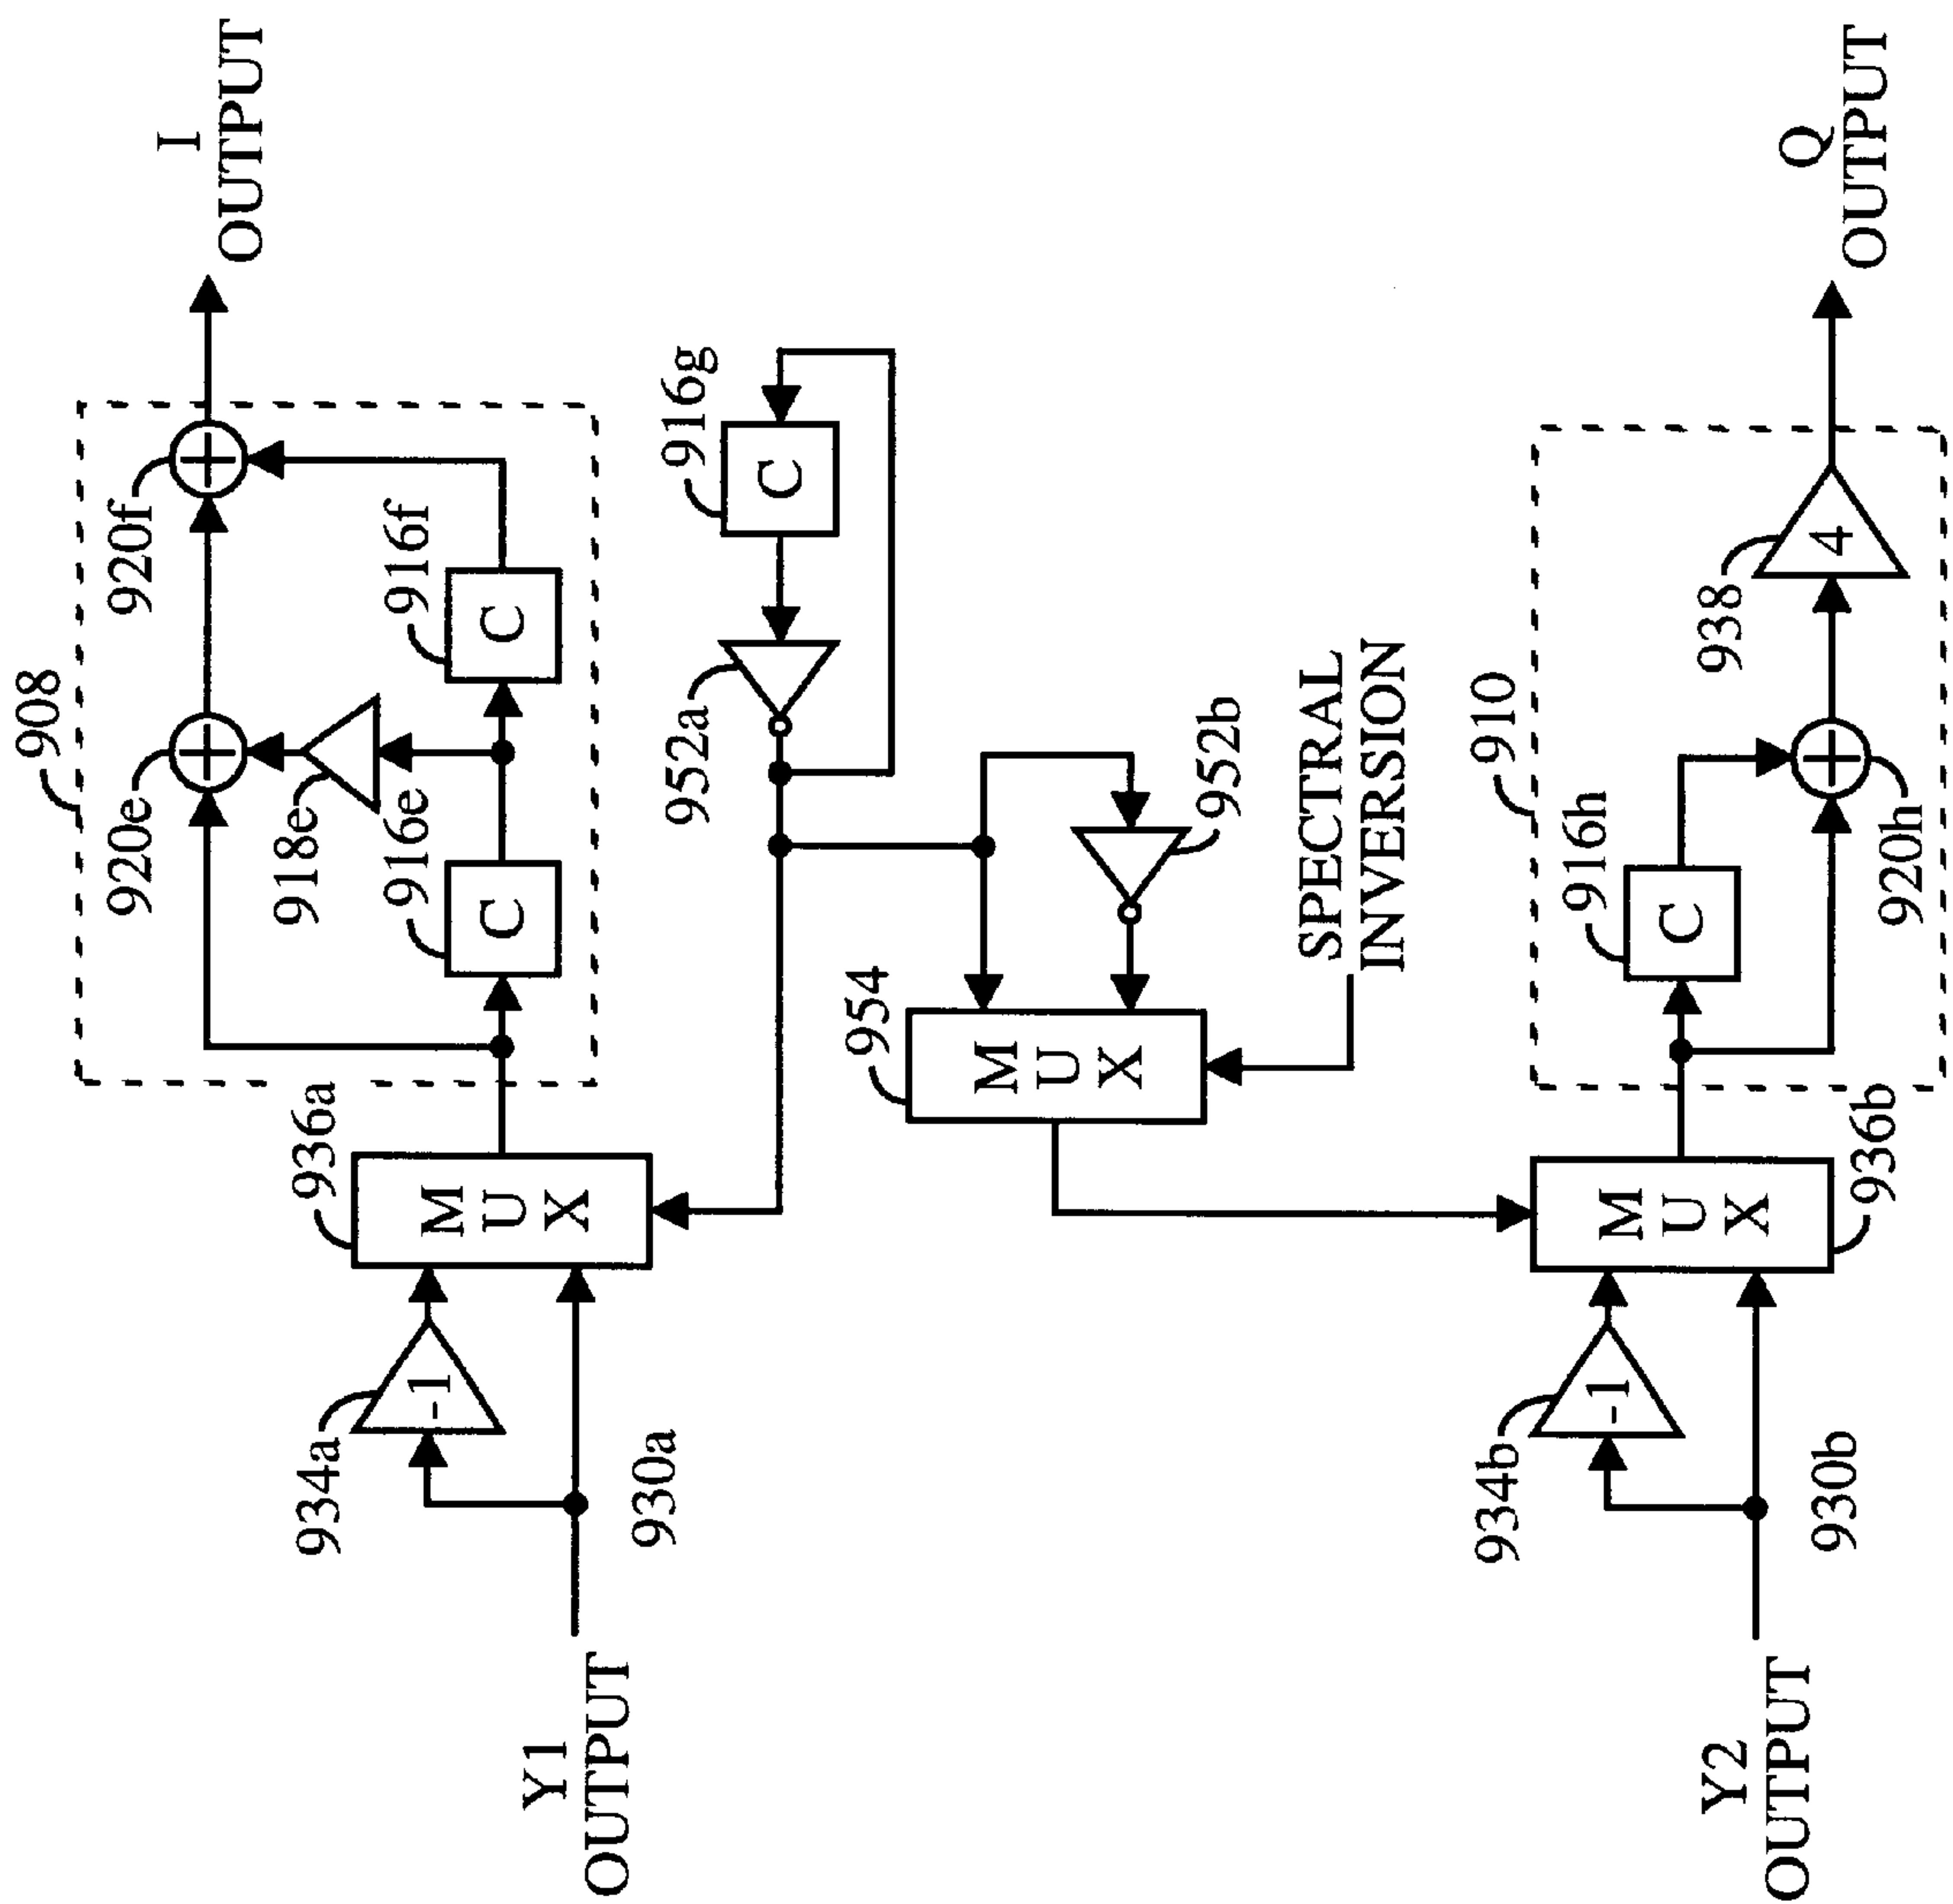 Y1
OUTPUT
930a
934a
-1
936a
M
U
X
908
916e
C
918e
920e
916f
C
920f
I
OUTPUT
916g
C
952a
952b
954
M
U
X
SPECTRAL
INVERSION
Y2
OUTPUT
930b
934b
-1
936b
M
U
X
910
916h
C
920h
938
4
Q
OUTPUT